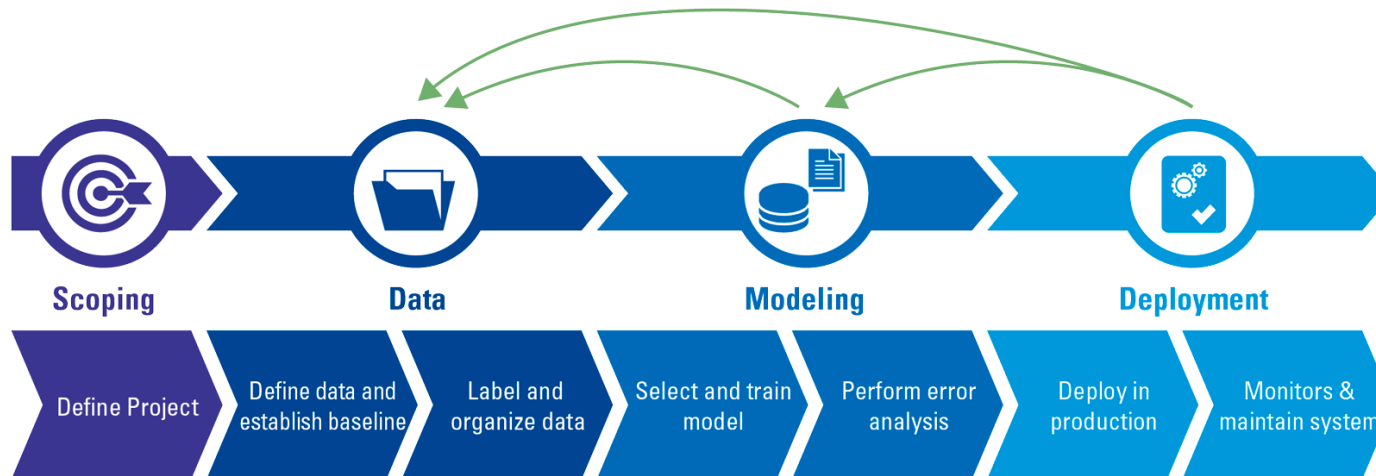 Scoping
Data
Modeling
Deployment
Define Project
Define data and
establish baseline
Label and
organize data
Select and train
model
Perform error
analysis
Deploy in
production
Monitors &
maintain system